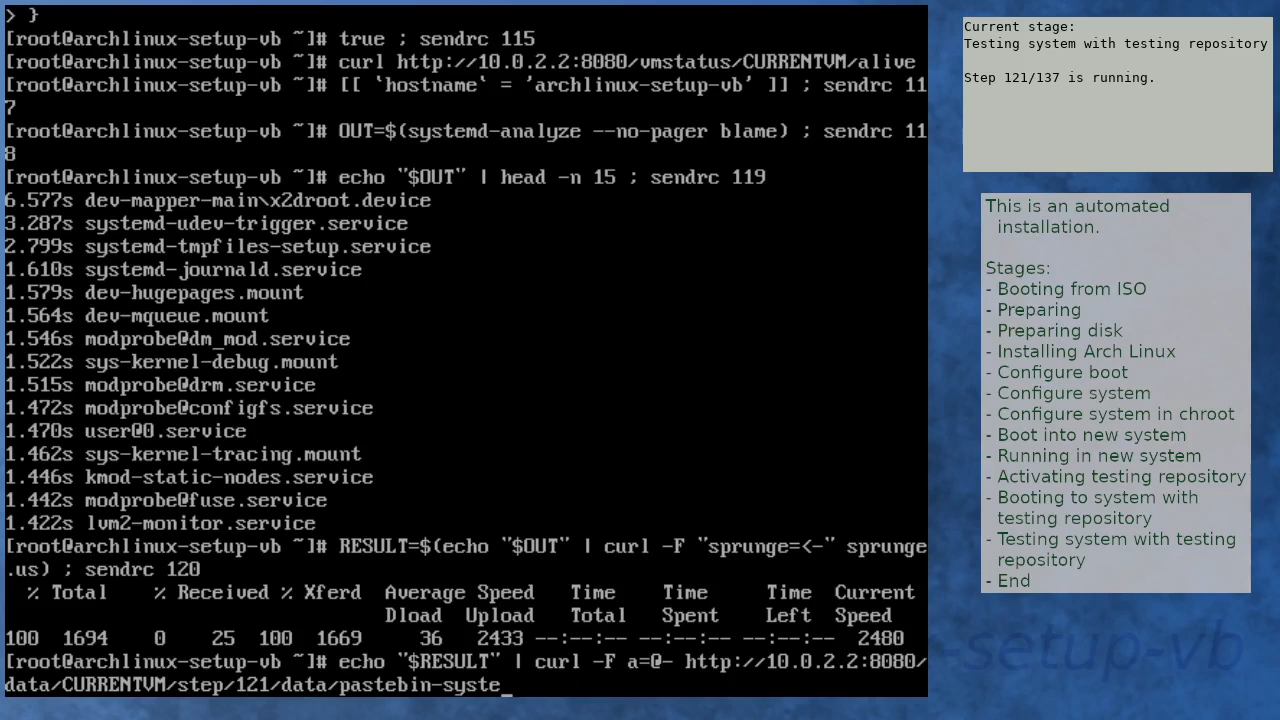 > }
[root@archlinux-setup-vb ~]# true ; sendrc 115
[root@archlinux-setup-vb ~]# curl http://10.0.2.2:8080/vmstatus/CURRENTVM/alive
[root@archlinux-setup-vb ~]# [[ `hostname` = 'archlinux-setup-vb' ]] ; sendrc 11
7
[root@archlinux-setup-vb ~]# OUT=$(systemd-analyze --no-pager blame) ; sendrc 11
8
[root@archlinux-setup-vb ~]# echo "$OUT" | head -n 15 ; sendrc 119
6.577s dev-mapper-main\x2droot.device
3.287s systemd-udev-trigger.service
2.799s systemd-tmpfiles-setup.service
1.610s systemd-journald.service
1.579s dev-hugepages.mount
1.564s dev-mqueue.mount
1.546s modprobe@dm_mod.service
1.522s sys-kernel-debug.mount
1.515s modprobe@drm.service
1.472s modprobe@configfs.service
1.470s user@0.service
1.462s sys-kernel-tracing.mount
1.446s kmod-static-nodes.service
1.442s modprobe@fuse.service
1.422s lvm2-monitor.service
[root@archlinux-setup-vb ~]# RESULT=$(echo "$OUT" | curl -F "sprunge=<-" sprunge
.us) ; sendrc 120
  % Total    % Received % Xferd  Average Speed   Time    Time     Time  Current
                                 Dload  Upload   Total   Spent    Left  Speed
100  1694    0    25  100  1669     36   2433 --:--:-- --:--:-- --:--:--  2480
[root@archlinux-setup-vb ~]# echo "$RESULT" | curl -F a=@- http://10.0.2.2:8080/
data/CURRENTVM/step/121/data/pastebin-syste_
Current stage:
Testing system with testing repository
Step 121/137 is running.
This is an automated
installation.
Stages:
- Booting from ISO
- Preparing
- Preparing disk
- Installing Arch Linux
- Configure boot
- Configure system
- Configure system in chroot
- Boot into new system
- Running in new system
- Activating testing repository
- Booting to system with
testing repository
- Testing system with testing
repository
- End
-setup-vb